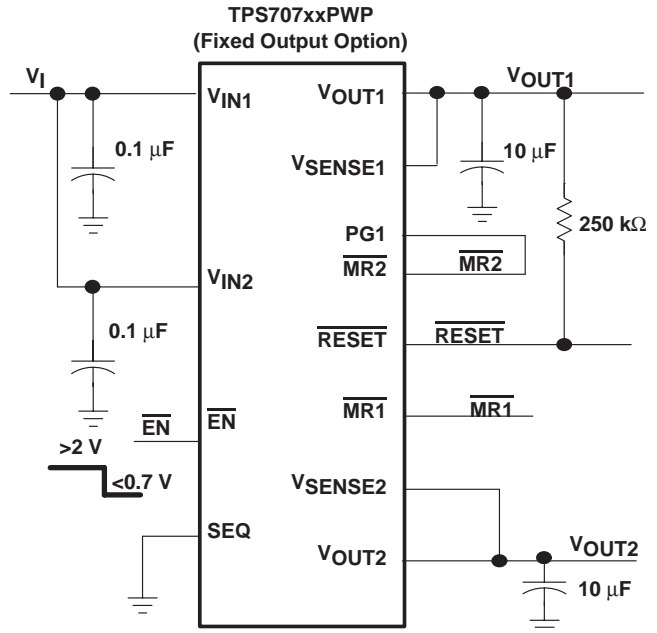 TPS707xxPWP
(Fixed Output Option)
VI
VIN1
VOUT1
VOUT1
0.1 µF
VSENSE1
10 µF
PG1
250 kΩ
MR2
MR2
VIN2
0.1 µF
RESET
RESET
EN
EN
MR1
MR1
>2 V
<0.7 V
VSENSE2
SEQ
VOUT2
VOUT2
10 µF